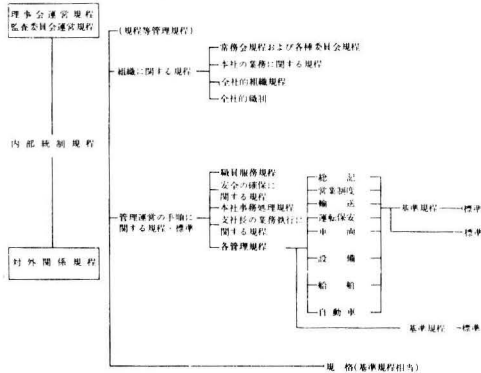 理事会運営規程
監査委員会運営規程
(規程等管理規程)
常務会規程および各種委員会規程
本社の業務に関する規程
組織に関する規程
全社的組織規程
全社的職制
内部統制規程
職員服務規程
安全の確保に
関する規程
本社事務処理規程
管理運営の手順に
関する規程・標準
支社長の業務執行に
関する規程
各管理規程
総記
営業制度
輸送
運転保安
車両
設備
船舶
自動車
基準規程
標準
標準
対外関係規程
基準規程
標準
規格(基準規程相当)